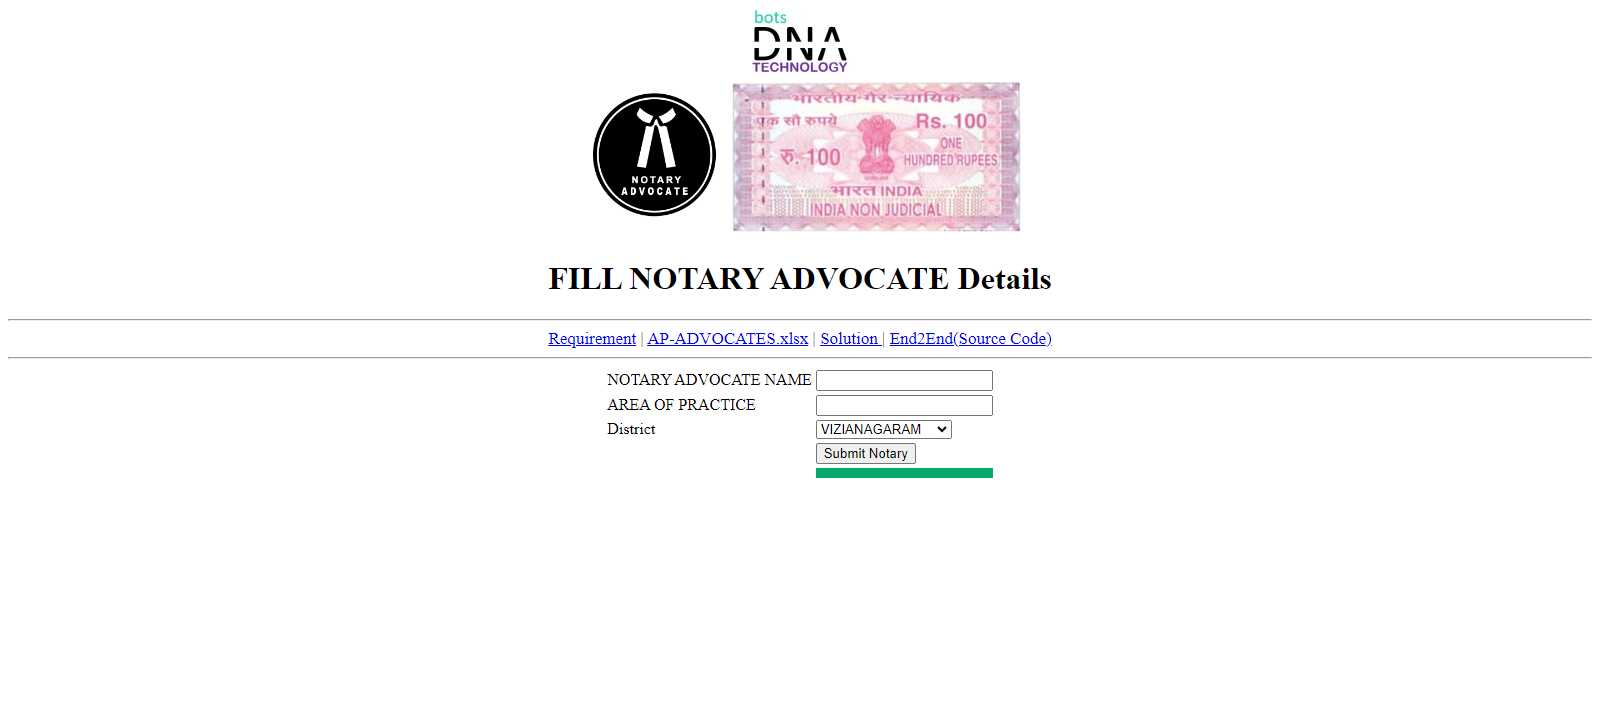 bots
DNA
TECHNOLOGY
NOTARY
ADVOCATE
भारतीय गैर न्यायिक
एक सौ रुपये
Rs. 100
रु. 100
ONE
HUNDRED RUPEES
भारत INDIA
INDIA NON JUDICIAL
FILL NOTARY ADVOCATE Details
Requirement | AP-ADVOCATES.xlsx | Solution | End2End(Source Code)
NOTARY ADVOCATE NAME
AREA OF PRACTICE
District VIZIANAGARAM
Submit Notary